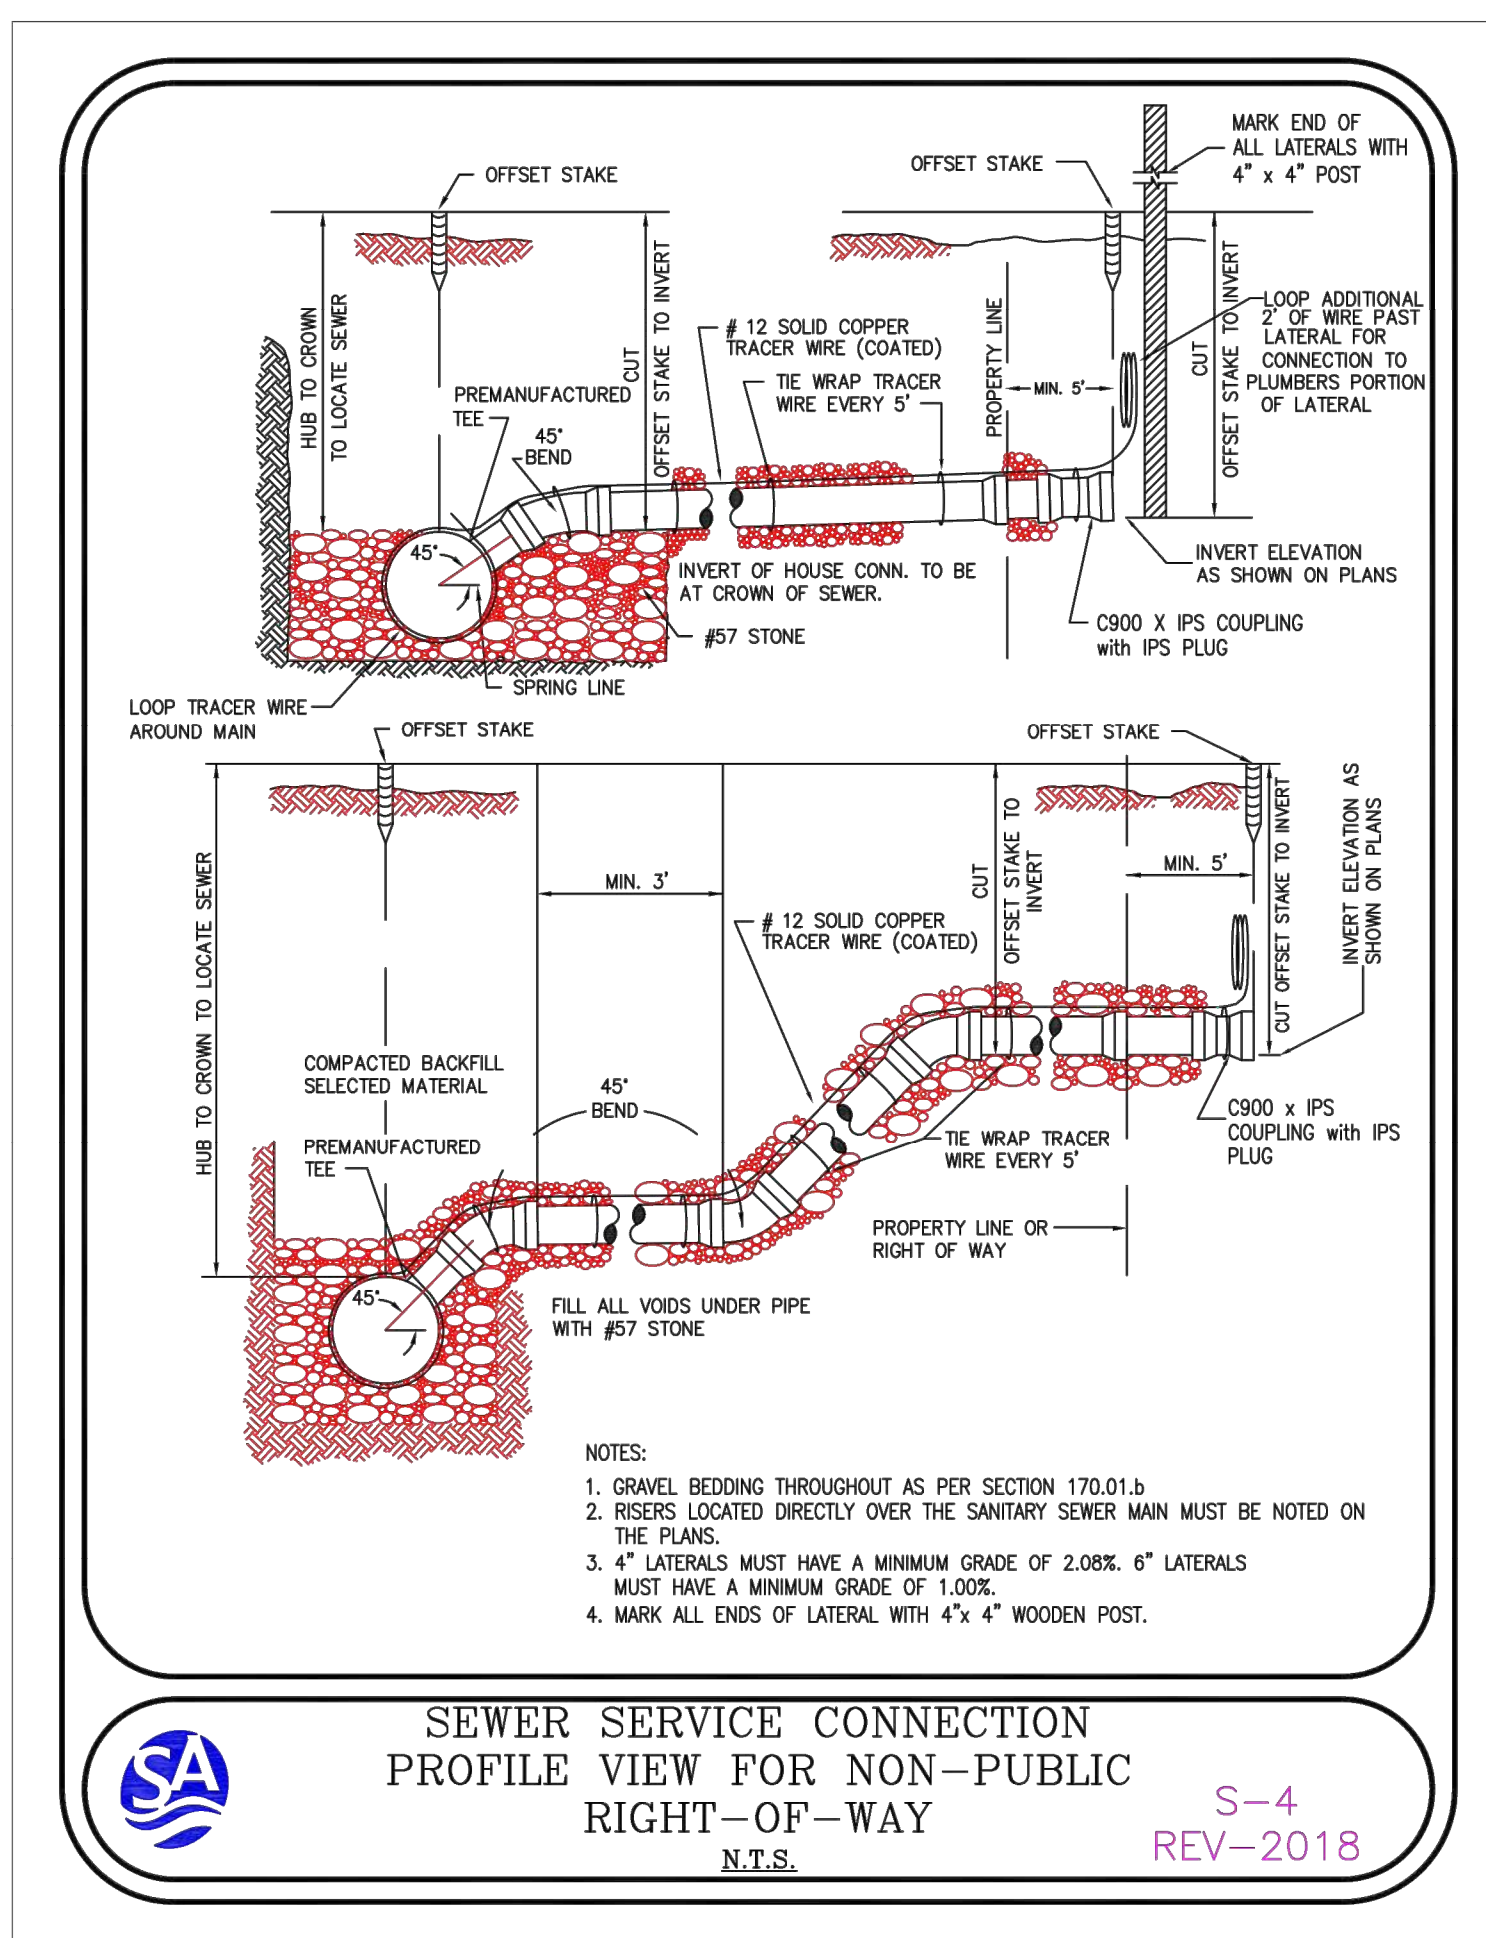 MARK END OF
ALL LATERALS WITH
4" x 4" POST
OFFSET STAKE
OFFSET STAKE
HUB TO CROWN
TO LOCATE SEWER
CUT
OFFSET STAKE TO INVERT
# 12 SOLID COPPER
TRACER WIRE (COATED)
TIE WRAP TRACER
WIRE EVERY 5'
PROPERTY LINE
MIN. 5'
CUT
OFFSET STAKE TO INVERT
LOOP ADDITIONAL
2' OF WIRE PAST
LATERAL FOR
CONNECTION TO
PLUMBERS PORTION
OF LATERAL
PREMANUFACTURED
TEE
45°
BEND
45°
INVERT OF HOUSE CONN. TO BE
AT CROWN OF SEWER.
#57 STONE
INVERT ELEVATION
AS SHOWN ON PLANS
C900 X IPS COUPLING
with IPS PLUG
SPRING LINE
LOOP TRACER WIRE
AROUND MAIN
OFFSET STAKE
OFFSET STAKE
HUB TO CROWN TO LOCATE SEWER
MIN. 3'
CUT
OFFSET STAKE TO
INVERT
MIN. 5'
CUT OFFSET STAKE TO INVERT
INVERT ELEVATION AS
SHOWN ON PLANS
# 12 SOLID COPPER
TRACER WIRE (COATED)
COMPACTED BACKFILL
SELECTED MATERIAL
45°
BEND
PREMANUFACTURED
TEE
C900 x IPS
COUPLING with IPS
PLUG
TIE WRAP TRACER
WIRE EVERY 5'
PROPERTY LINE OR
RIGHT OF WAY
45°
FILL ALL VOIDS UNDER PIPE
WITH #57 STONE
NOTES:
1. GRAVEL BEDDING THROUGHOUT AS PER SECTION 170.01.b
2. RISERS LOCATED DIRECTLY OVER THE SANITARY SEWER MAIN MUST BE NOTED ON
THE PLANS.
3. 4" LATERALS MUST HAVE A MINIMUM GRADE OF 2.08%. 6" LATERALS
MUST HAVE A MINIMUM GRADE OF 1.00%.
4. MARK ALL ENDS OF LATERAL WITH 4"x 4" WOODEN POST.
SA
SEWER SERVICE CONNECTION
PROFILE VIEW FOR NON-PUBLIC
RIGHT-OF-WAY
N.T.S.
S-4
REV-2018